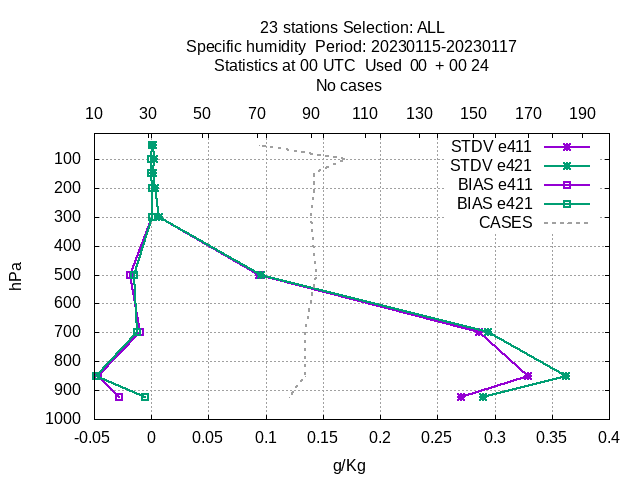 23 stations Selection: ALL
Specific humidity  Period: 20230115-20230117
Statistics at 00 UTC  Used  00  + 00 24
No cases
10 30 50 70 90 110 130 150 170 190
STDV e411
100
STDV e421
BIAS e411
200
BIAS e421
300
CASES
400
hPa
500
600
700
800
900
1000
-0.05 0 0.05 0.1 0.15 0.2 0.25 0.3 0.35 0.4
g/Kg